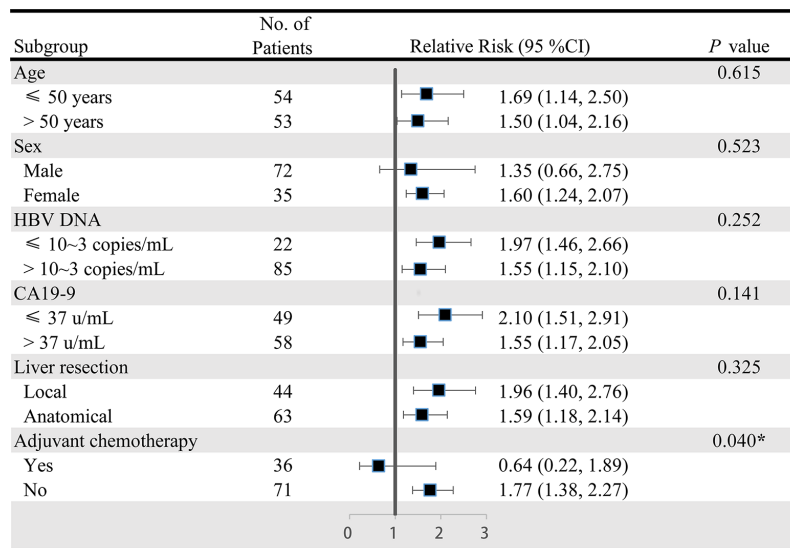 Subgroup No. of Patients Relative Risk (95 %CI) P value
Age 0.615
≤ 50 years 54 1.69 (1.14, 2.50)
> 50 years 53 1.50 (1.04, 2.16)
Sex 0.523
Male 72 1.35 (0.66, 2.75)
Female 35 1.60 (1.24, 2.07)
HBV DNA 0.252
≤ 10~3 copies/mL 22 1.97 (1.46, 2.66)
> 10~3 copies/mL 85 1.55 (1.15, 2.10)
CA19-9 0.141
≤ 37 u/mL 49 2.10 (1.51, 2.91)
> 37 u/mL 58 1.55 (1.17, 2.05)
Liver resection 0.325
Local 44 1.96 (1.40, 2.76)
Anatomical 63 1.59 (1.18, 2.14)
Adjuvant chemotherapy 0.040*
Yes 36 0.64 (0.22, 1.89)
No 71 1.77 (1.38, 2.27)
0 1 2 3